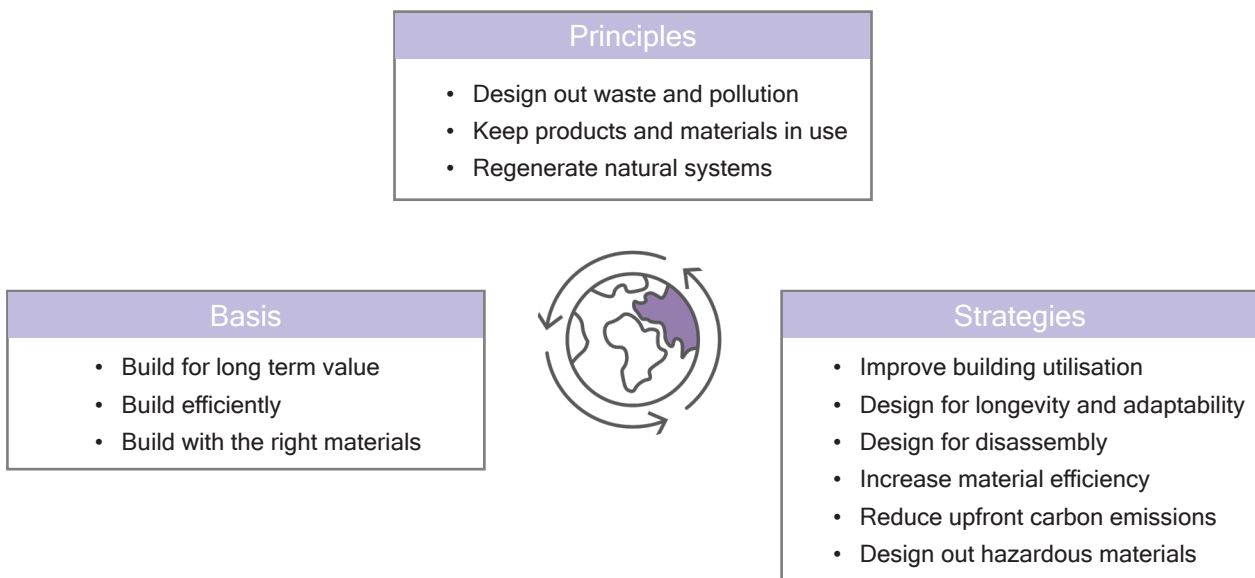 Principles
• Design out waste and pollution
• Keep products and materials in use
• Regenerate natural systems
Basis
• Build for long term value
• Build efficiently
• Build with the right materials
Strategies
• Improve building utilisation
• Design for longevity and adaptability
• Design for disassembly
• Increase material efficiency
• Reduce upfront carbon emissions
• Design out hazardous materials